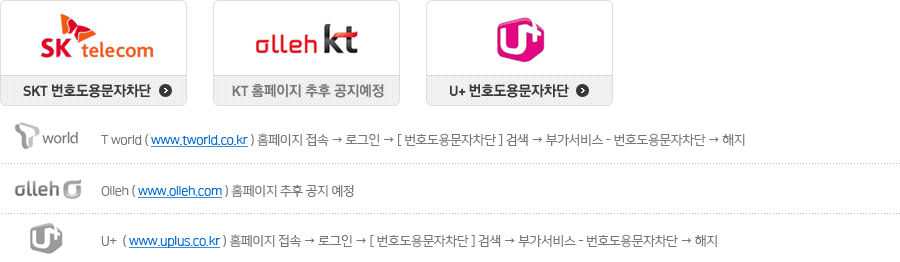 SK telecom
olleh kt
U+
SKT 번호도용문자차단
KT 홈페이지 추후 공지예정
U+ 번호도용문자차단
T world T world ( www.tworld.co.kr ) 홈페이지 접속 → 로그인 → [ 번호도용문자차단 ] 검색 → 부가서비스 - 번호도용문자차단 → 해지
olleh Olleh ( www.olleh.com ) 홈페이지 추후 공지 예정
U+ U+ ( www.uplus.co.kr ) 홈페이지 접속 → 로그인 → [ 번호도용문자차단 ] 검색 → 부가서비스 - 번호도용문자차단 → 해지